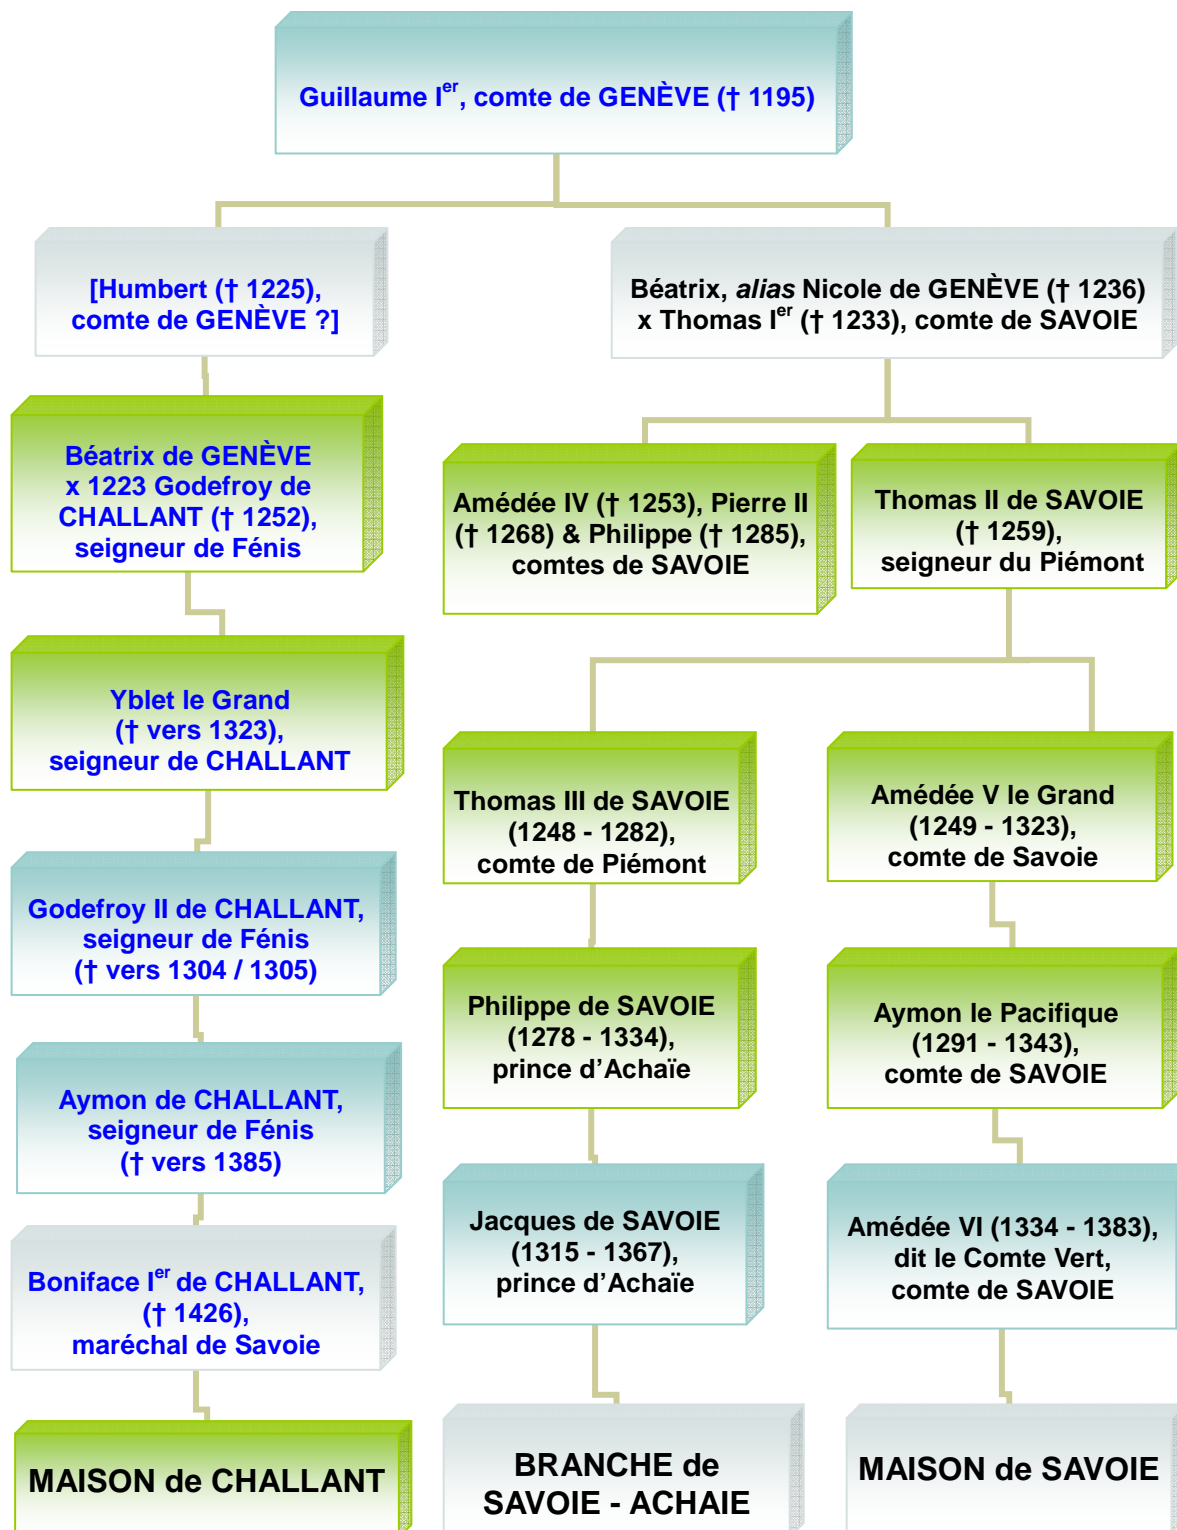 Guillaume Ier, comte de GENÈVE († 1195)
[Humbert († 1225),
comte de GENÈVE ?]
Béatrix, alias Nicole de GENÈVE († 1236)
x Thomas Ier († 1233), comte de SAVOIE
Béatrix de GENÈVE
x 1223 Godefroy de
CHALLANT († 1252),
seigneur de Fénis
Amédée IV († 1253), Pierre II
(† 1268) & Philippe († 1285),
comtes de SAVOIE
Thomas II de SAVOIE
(† 1259),
seigneur du Piémont
Yblet le Grand
(† vers 1323),
seigneur de CHALLANT
Thomas III de SAVOIE
(1248 - 1282),
comte de Piémont
Amédée V le Grand
(1249 - 1323),
comte de Savoie
Godefroy II de CHALLANT,
seigneur de Fénis
(† vers 1304 / 1305)
Philippe de SAVOIE
(1278 - 1334),
prince d’Achaïe
Aymon le Pacifique
(1291 - 1343),
comte de SAVOIE
Aymon de CHALLANT,
seigneur de Fénis
(† vers 1385)
Jacques de SAVOIE
(1315 - 1367),
prince d’Achaïe
Amédée VI (1334 - 1383),
dit le Comte Vert,
comte de SAVOIE
Boniface Ier de CHALLANT,
(† 1426),
maréchal de Savoie
MAISON de CHALLANT
BRANCHE de
SAVOIE - ACHAIE
MAISON de SAVOIE